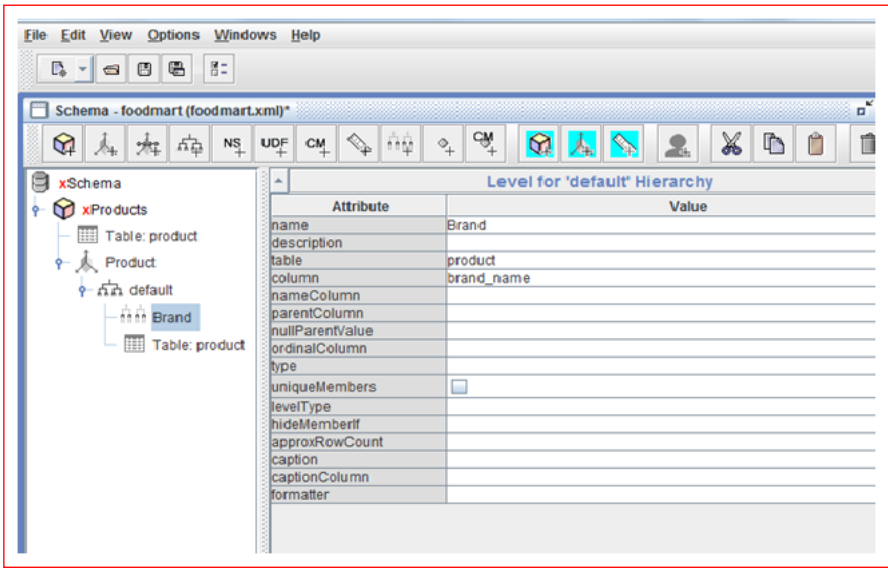 File Edit View Options Windows Help
Schema - foodmart (foodmart.xml)*
NS UDF CM CM
xSchema
xProducts
Table: product
Product
default
Brand
Table: product
Level for 'default' Hierarchy
Attribute Value
name Brand
description
table product
column brand_name
nameColumn
parentColumn
nullParentValue
ordinalColumn
type
uniqueMembers
levelType
hideMemberIf
approxRowCount
caption
captionColumn
formatter